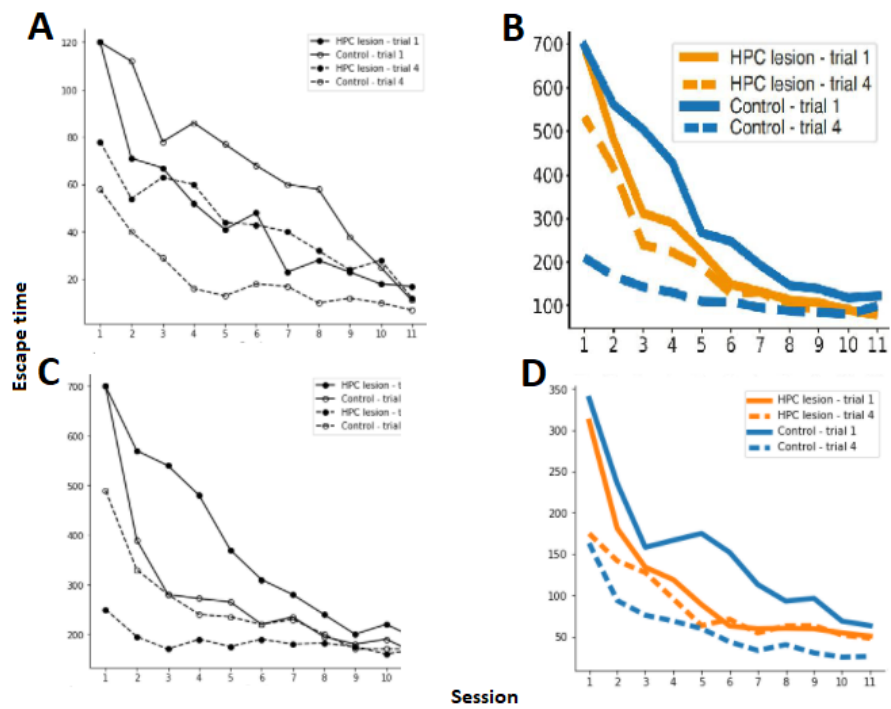 A
120
100
80
60
40
20
HPC lesion - trial 1
Control - trial 1
HPC lesion - trial 4
Control - trial 4
1 2 3 4 5 6 7 8 9 10 11
B
700
600
500
400
300
200
100
HPC lesion - trial 1
HPC lesion - trial 4
Control - trial 1
Control - trial 4
1 2 3 4 5 6 7 8 9 10 11
Escape time
C
700
600
500
400
300
200
HPC lesion - t
Control - trial
HPC lesion - t
Control - trial
1 2 3 4 5 6 7 8 9 10
D
350
300
250
200
150
100
50
HPC lesion - trial 1
HPC lesion - trial 4
Control - trial 1
Control - trial 4
1 2 3 4 5 6 7 8 9 10 11
Session